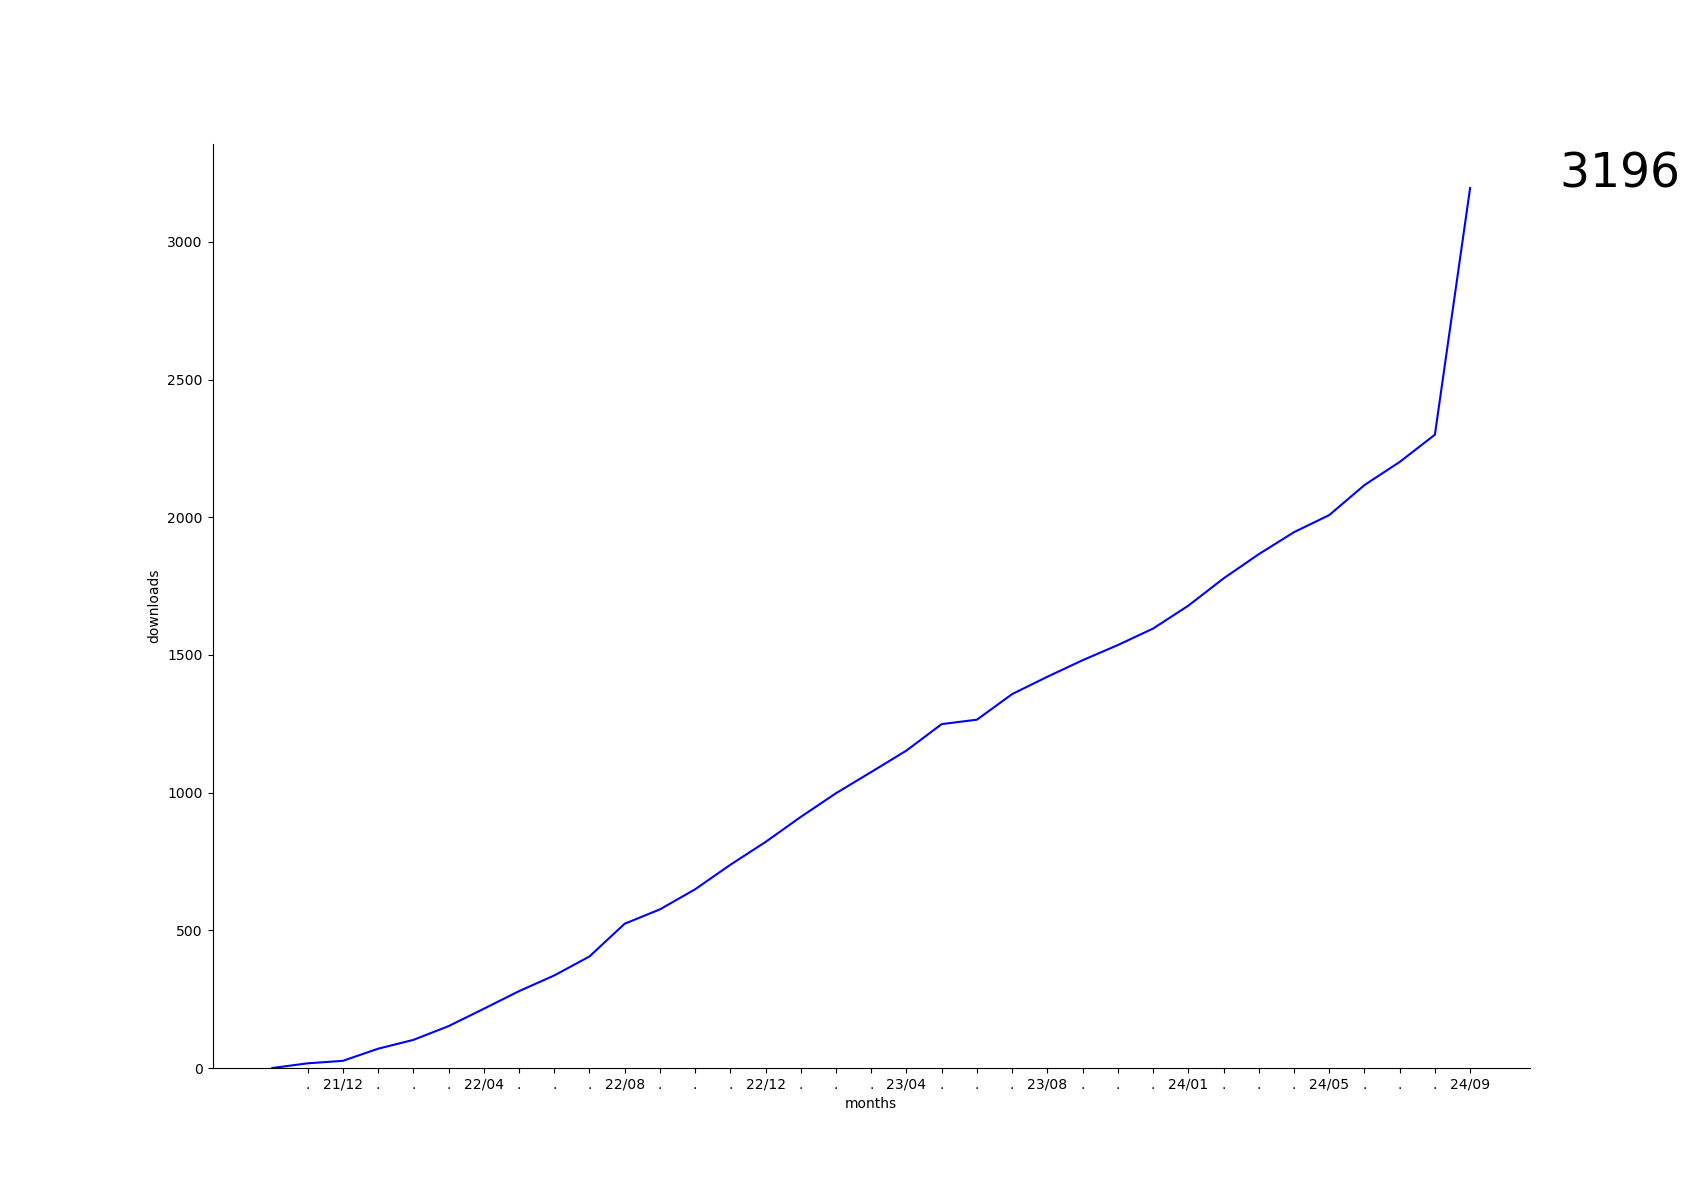 3196
3000
2500
2000
1500
1000
500
0
downloads
. 21/12 . . . 22/04 . . . 22/08 . . . 22/12 . . . 23/04 . . . 23/08 . . . 24/01 . . . 24/05 . . . 24/09
months